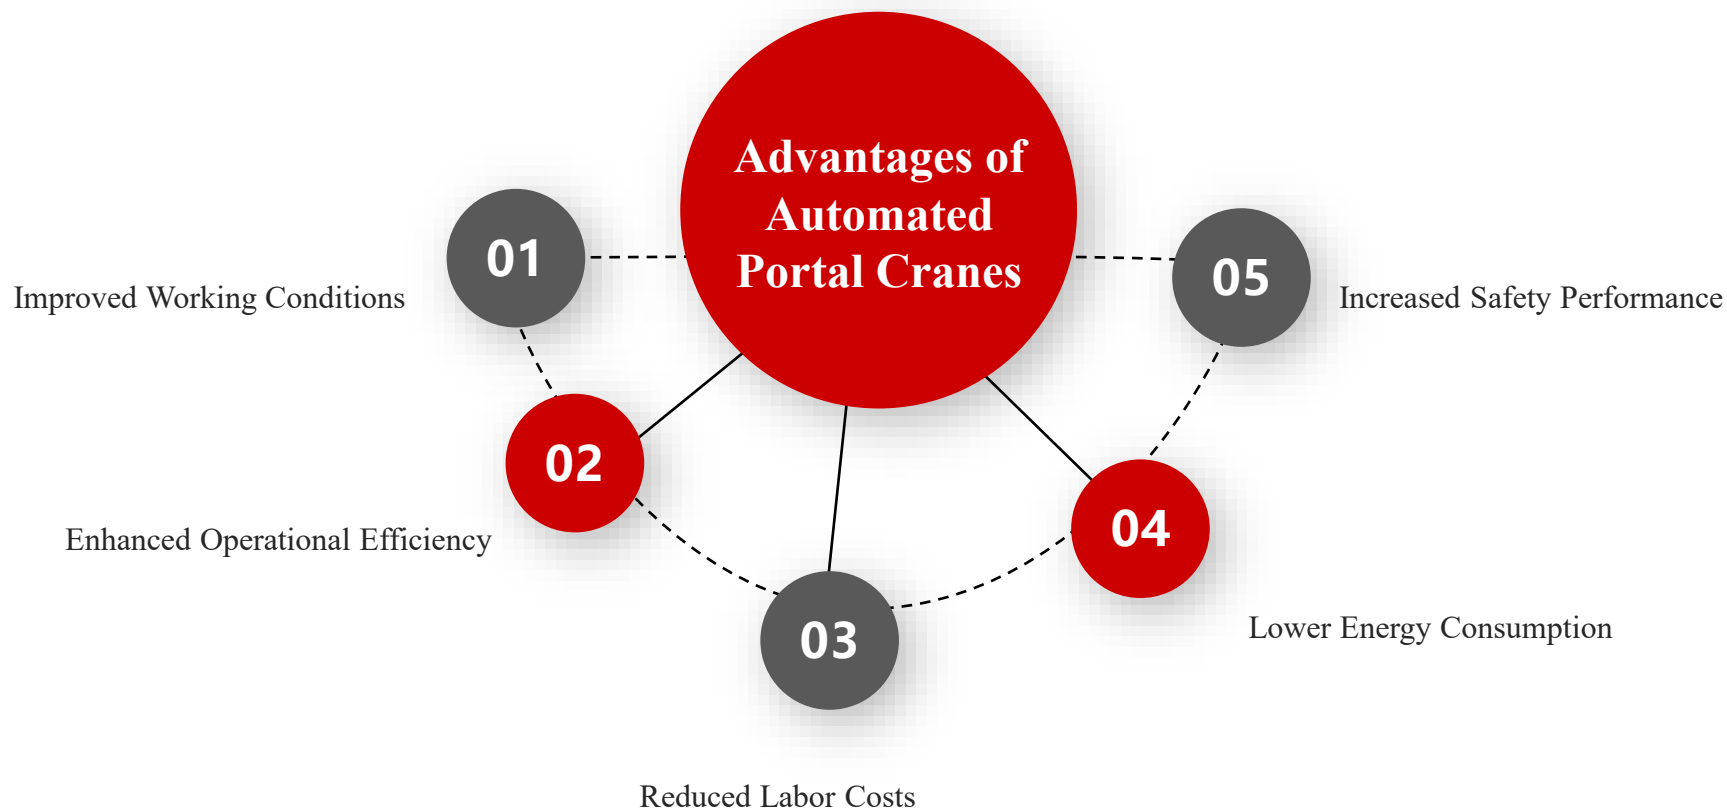 Advantages of
Automated
Portal Cranes
01
Improved Working Conditions
02
Enhanced Operational Efficiency
03
Reduced Labor Costs
04
Lower Energy Consumption
05
Increased Safety Performance